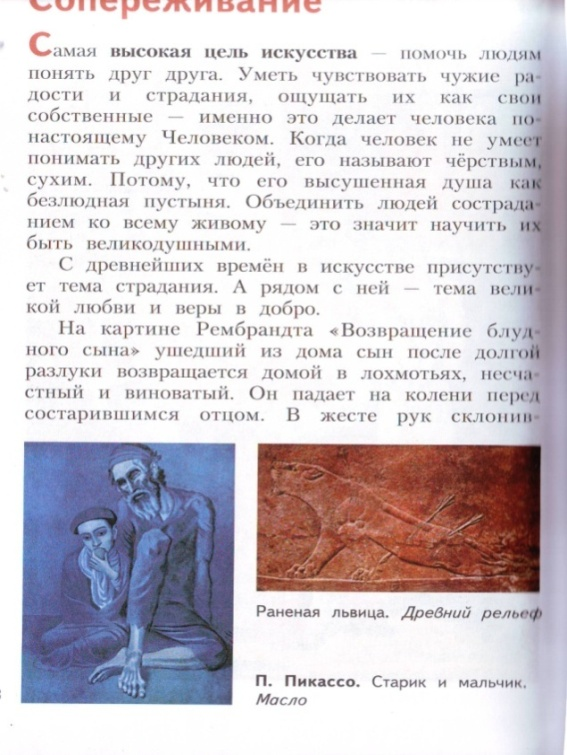 Сопереживание
Самая высокая цель искусства — помочь людям
понять друг друга. Уметь чувствовать чужие ра-
дости и страдания, ощущать их как свои
собственные — именно это делает человека по-
настоящему Человеком. Когда человек не умеет
понимать других людей, его называют чёрствым,
сухим. Потому, что его высушенная душа как
безлюдная пустыня. Объединить людей сострада-
нием ко всему живому — это значит научить их
быть великодушными.
С древнейших времён в искусстве присутству-
ет тема страдания. А рядом с ней — тема вели-
кой любви и веры в добро.
На картине Рембрандта «Возвращение блуд-
ного сына» ушедший из дома сын после долгой
разлуки возвращается домой в лохмотьях, несча-
стный и виноватый. Он падает на колени перед
состарившимся отцом. В жесте рук склонив-
Раненая львица. Древний рельеф
П. Пикассо. Старик и мальчик.
Масло